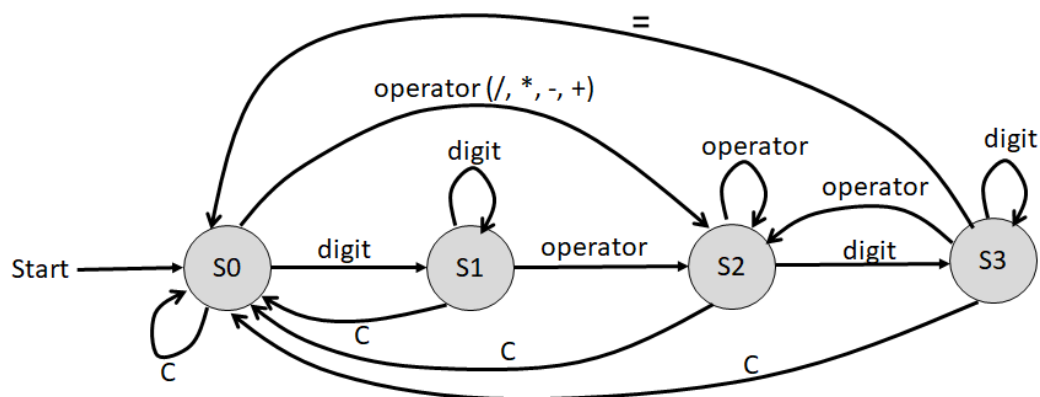 =
operator (/, *, -, +)
digit
operator
digit
operator
Start
S0
digit
S1
operator
S2
digit
S3
C
C
C
C